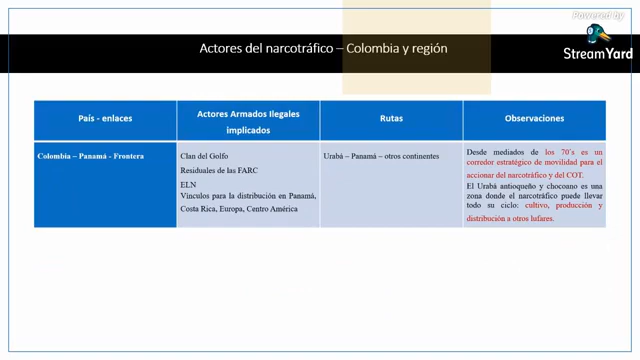 Powered by
StreamYard
Actores del narcotráfico – Colombia y región
País - enlaces
Actores Armados Ilegales
implicados
Rutas
Observaciones
Colombia – Panamá - Frontera
Clan del Golfo
Residuales de las FARC
ELN
Vínculos para la distribución en Panamá,
Costa Rica, Europa, Centro América
Urabá – Panamá – otros continentes
Desde mediados de los 70´s es un
corredor estratégico de movilidad para el
accionar del narcotráfico y del COT.
El Urabá antioqueño y chocoano es una
zona donde el narcotráfico puede llevar
todo su ciclo: cultivo, producción y
distribución a otros lufares.